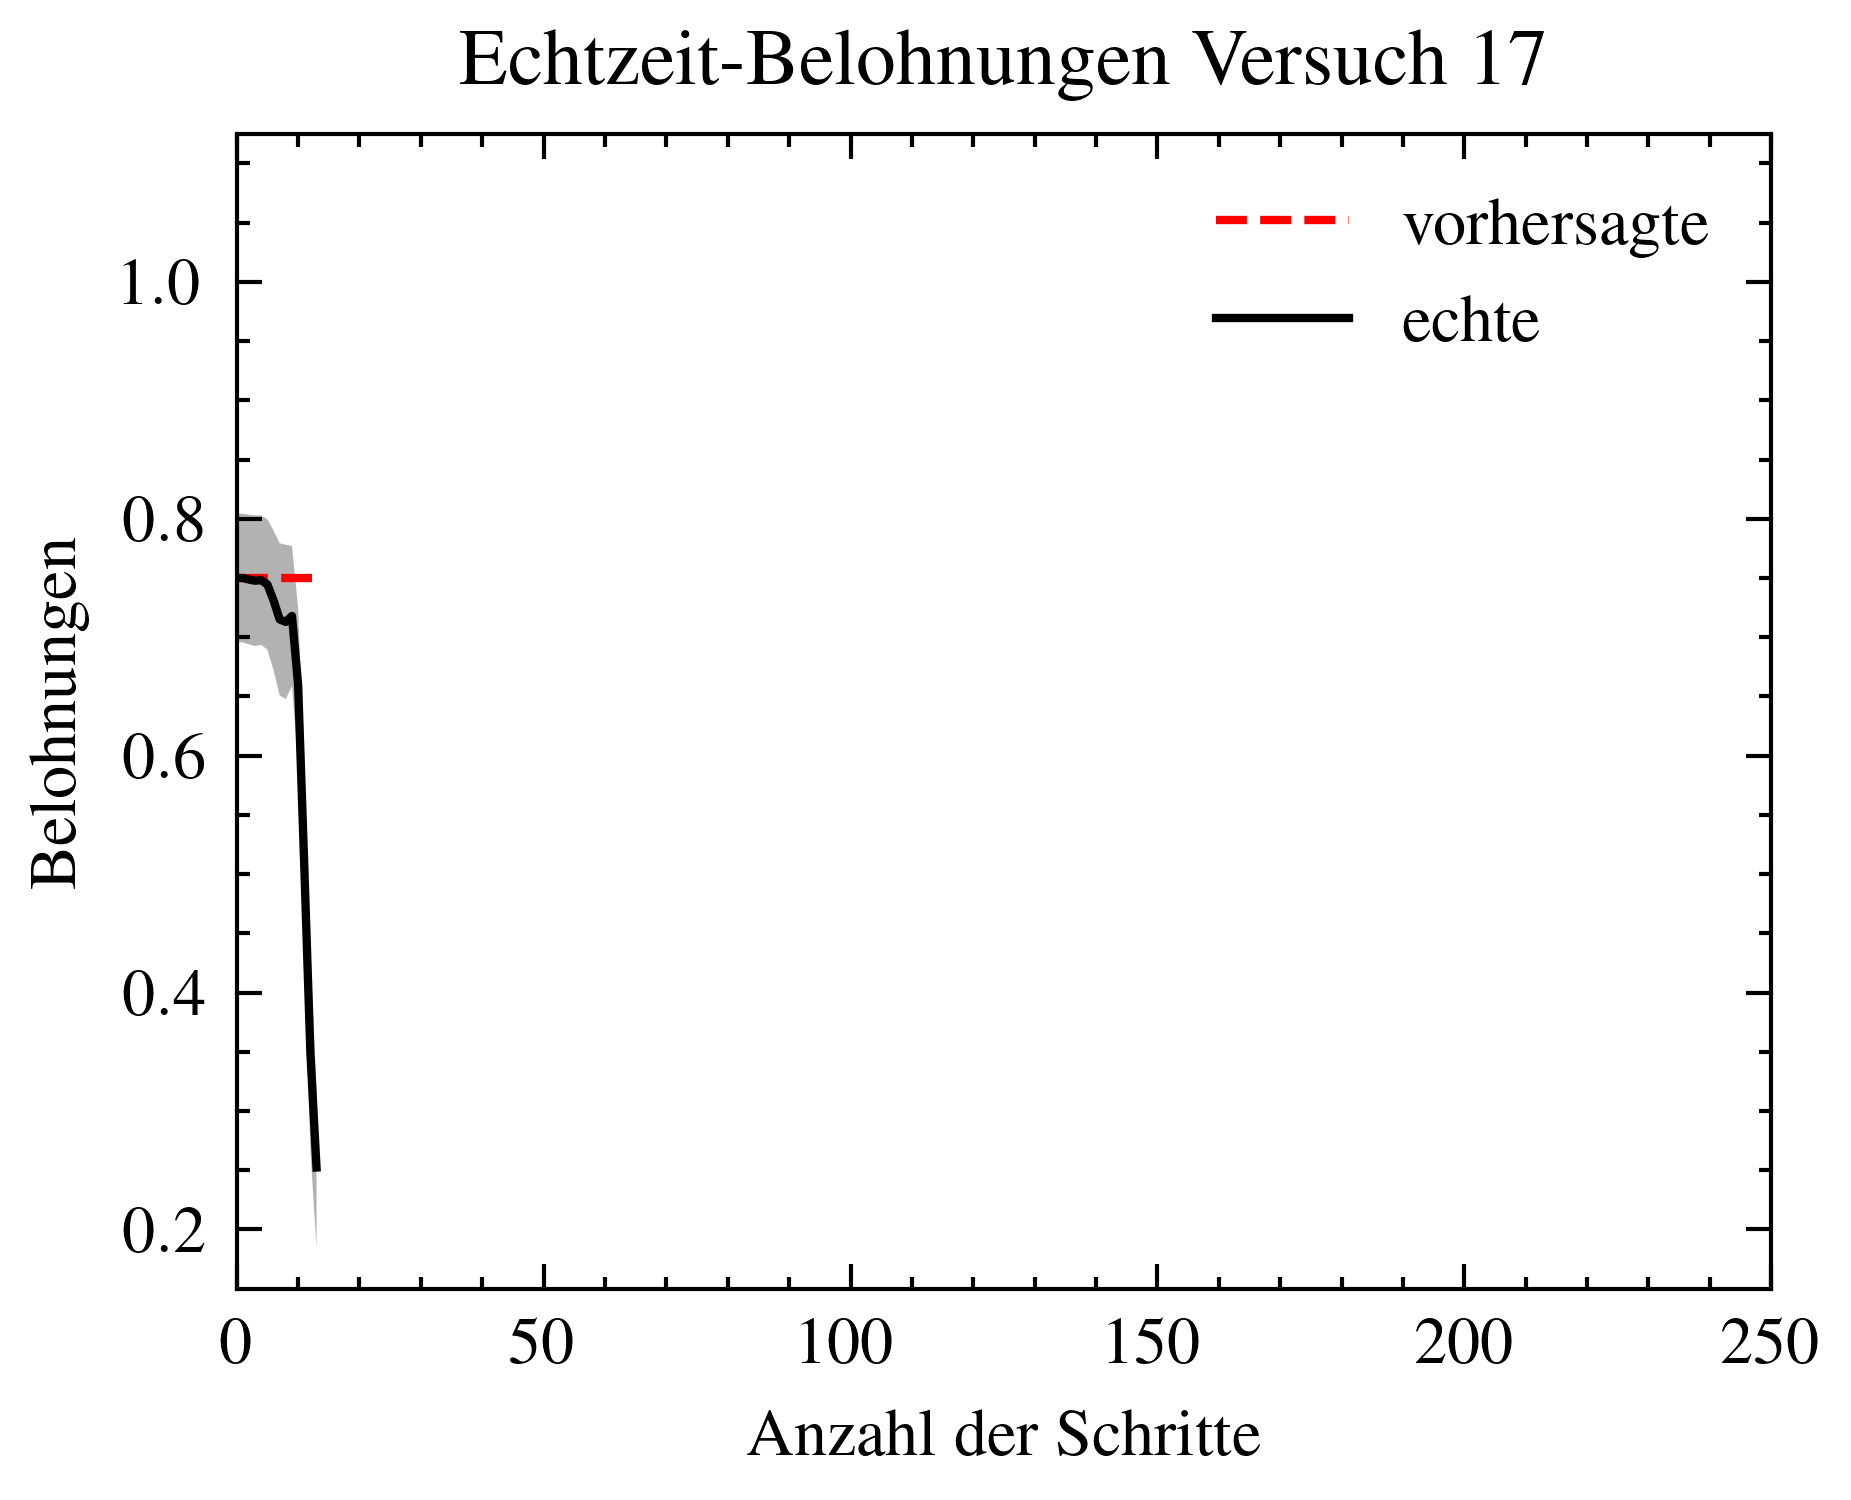 Echtzeit-Belohnungen Versuch 17
vorhersagte
echte
Belohnungen
1.0
0.8
0.6
0.4
0.2
0 50 100 150 200 250
Anzahl der Schritte